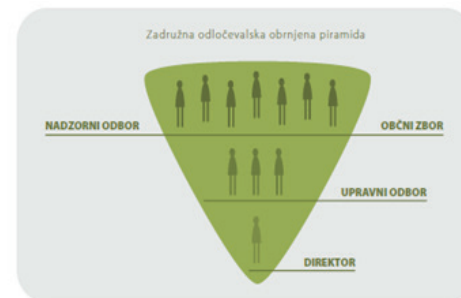 Zadružna odločevalska obrnjena piramida
NADZORNI ODBOR OBČNI ZBOR
UPRAVNI ODBOR
DIREKTOR